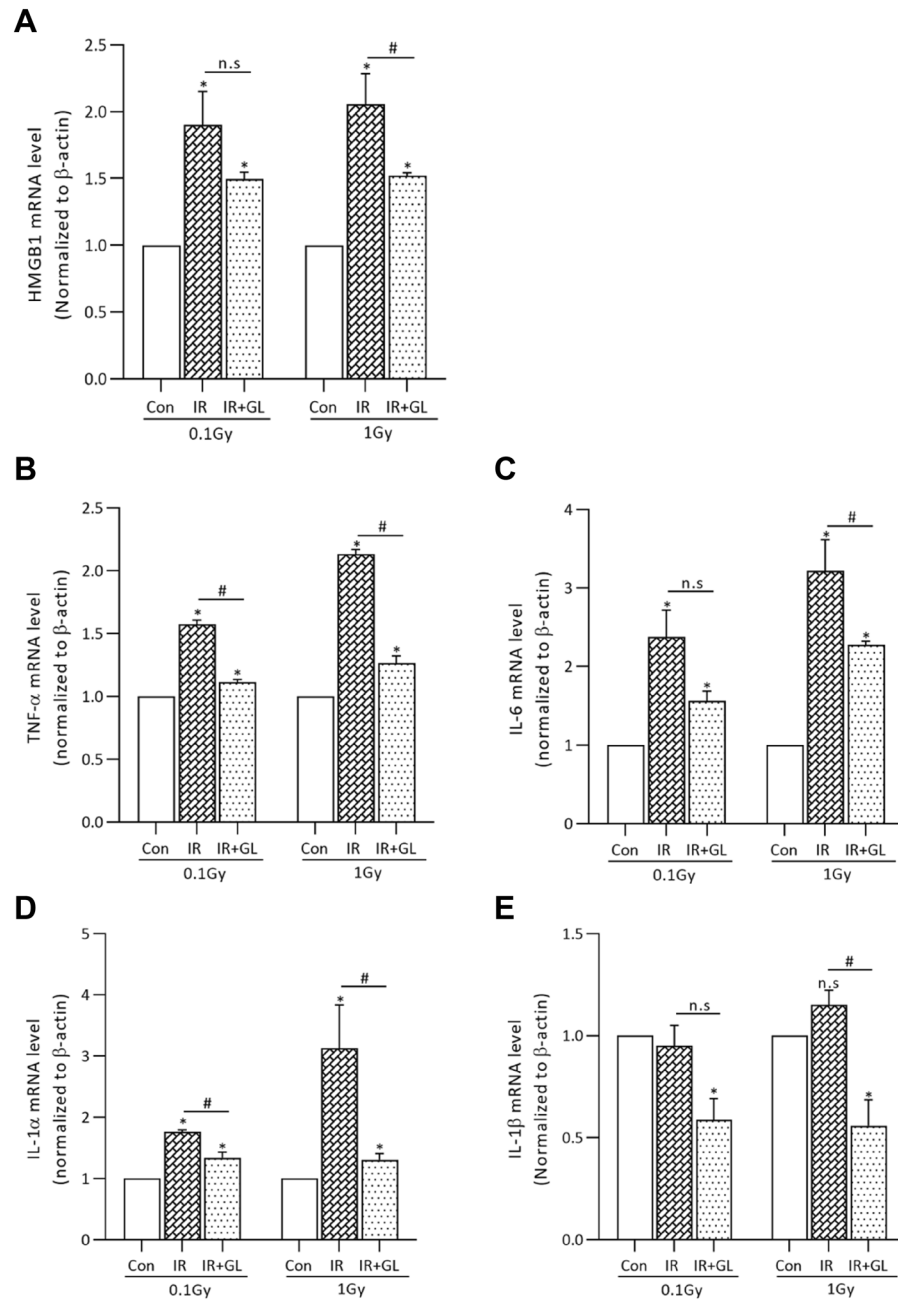 A
HMGB1 mRNA level
(Normalized to β-actin)
2.5
2.0
1.5
1.0
0.5
0.0
n.s
#
*
*
*
*
Con IR IR+GL Con IR IR+GL
0.1Gy 1Gy
B
TNF-α mRNA level
(normalized to β-actin)
2.5
2.0
1.5
1.0
0.5
0.0
#
#
*
*
*
*
Con IR IR+GL Con IR IR+GL
0.1Gy 1Gy
C
IL-6 mRNA level
(normalized to β-actin)
4
3
2
1
0
n.s
#
*
*
*
*
Con IR IR+GL Con IR IR+GL
0.1Gy 1Gy
D
IL-1α mRNA level
(normalized to β-actin)
5
4
3
2
1
0
#
#
*
*
*
*
Con IR IR+GL Con IR IR+GL
0.1Gy 1Gy
E
IL-1β mRNA level
(Normalized to β-actin)
1.5
1.0
0.5
0.0
n.s
#
n.s
*
*
Con IR IR+GL Con IR IR+GL
0.1Gy 1Gy